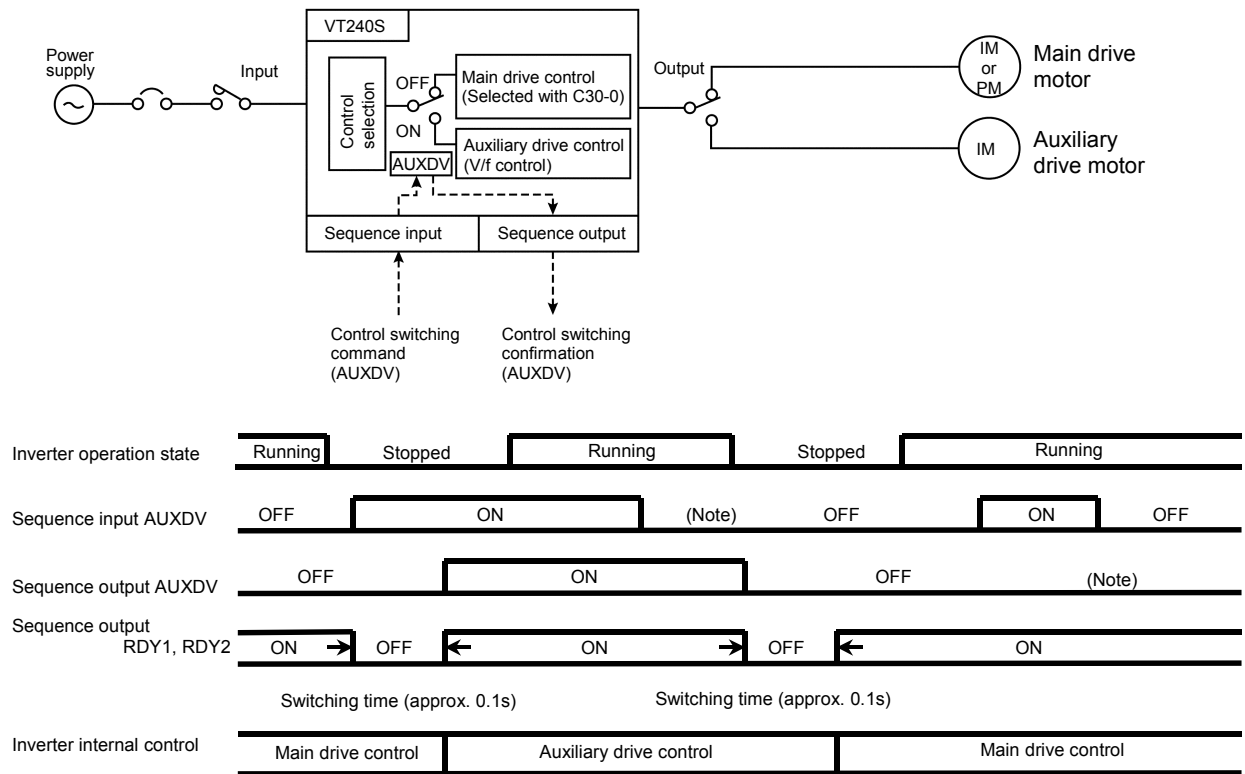 VT240S
Power
supply
Input
Control
selection
OFF
ON
Main drive control
(Selected with C30-0)
Auxiliary drive control
(V/f control)
AUXDV
Sequence input
Sequence output
Output
IM
or
PM
Main drive
motor
IM
Auxiliary
drive motor
Control switching
command
(AUXDV)
Control switching
confirmation
(AUXDV)
Inverter operation state
Running
Stopped
Running
Stopped
Running
Sequence input AUXDV
OFF
ON
(Note)
OFF
ON
OFF
Sequence output AUXDV
OFF
ON
OFF
(Note)
Sequence output
RDY1, RDY2
ON
OFF
ON
OFF
ON
Switching time (approx. 0.1s)
Switching time (approx. 0.1s)
Inverter internal control
Main drive control
Auxiliary drive control
Main drive control